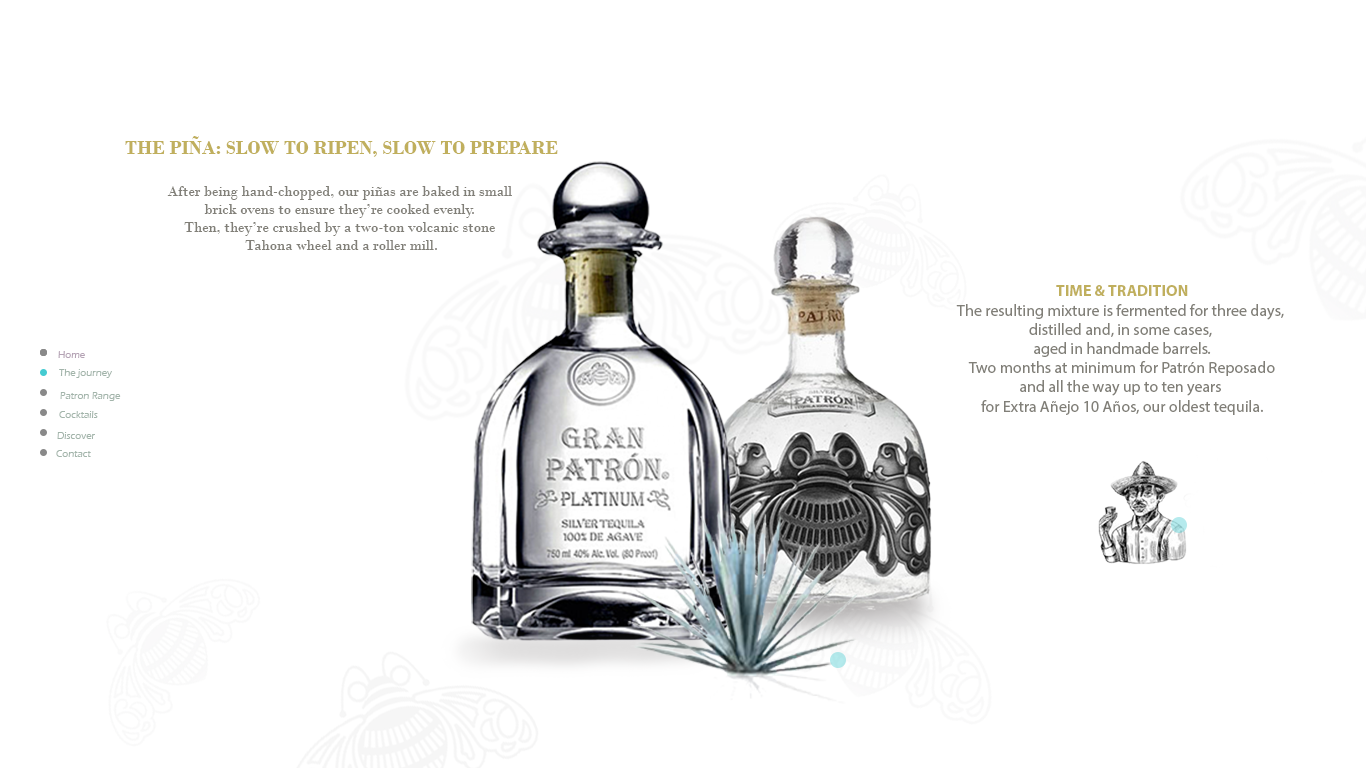 THE PIÑA: SLOW TO RIPEN, SLOW TO PREPARE
After being hand-chopped, our piñas are baked in small
brick ovens to ensure they’re cooked evenly.
Then, they’re crushed by a two-ton volcanic stone
Tahona wheel and a roller mill.
Home
The journey
Patron Range
Cocktails
Discover
Contact
GRAN
PATRÓN®
PLATINUM
SILVER TEQUILA
100% DE AGAVE
750 ml 40% Alc. Vol. (80 Proof)
PATRO
SILVER
PATRÓN
TIME & TRADITION
The resulting mixture is fermented for three days,
distilled and, in some cases,
aged in handmade barrels.
Two months at minimum for Patrón Reposado
and all the way up to ten years
for Extra Añejo 10 Años, our oldest tequila.